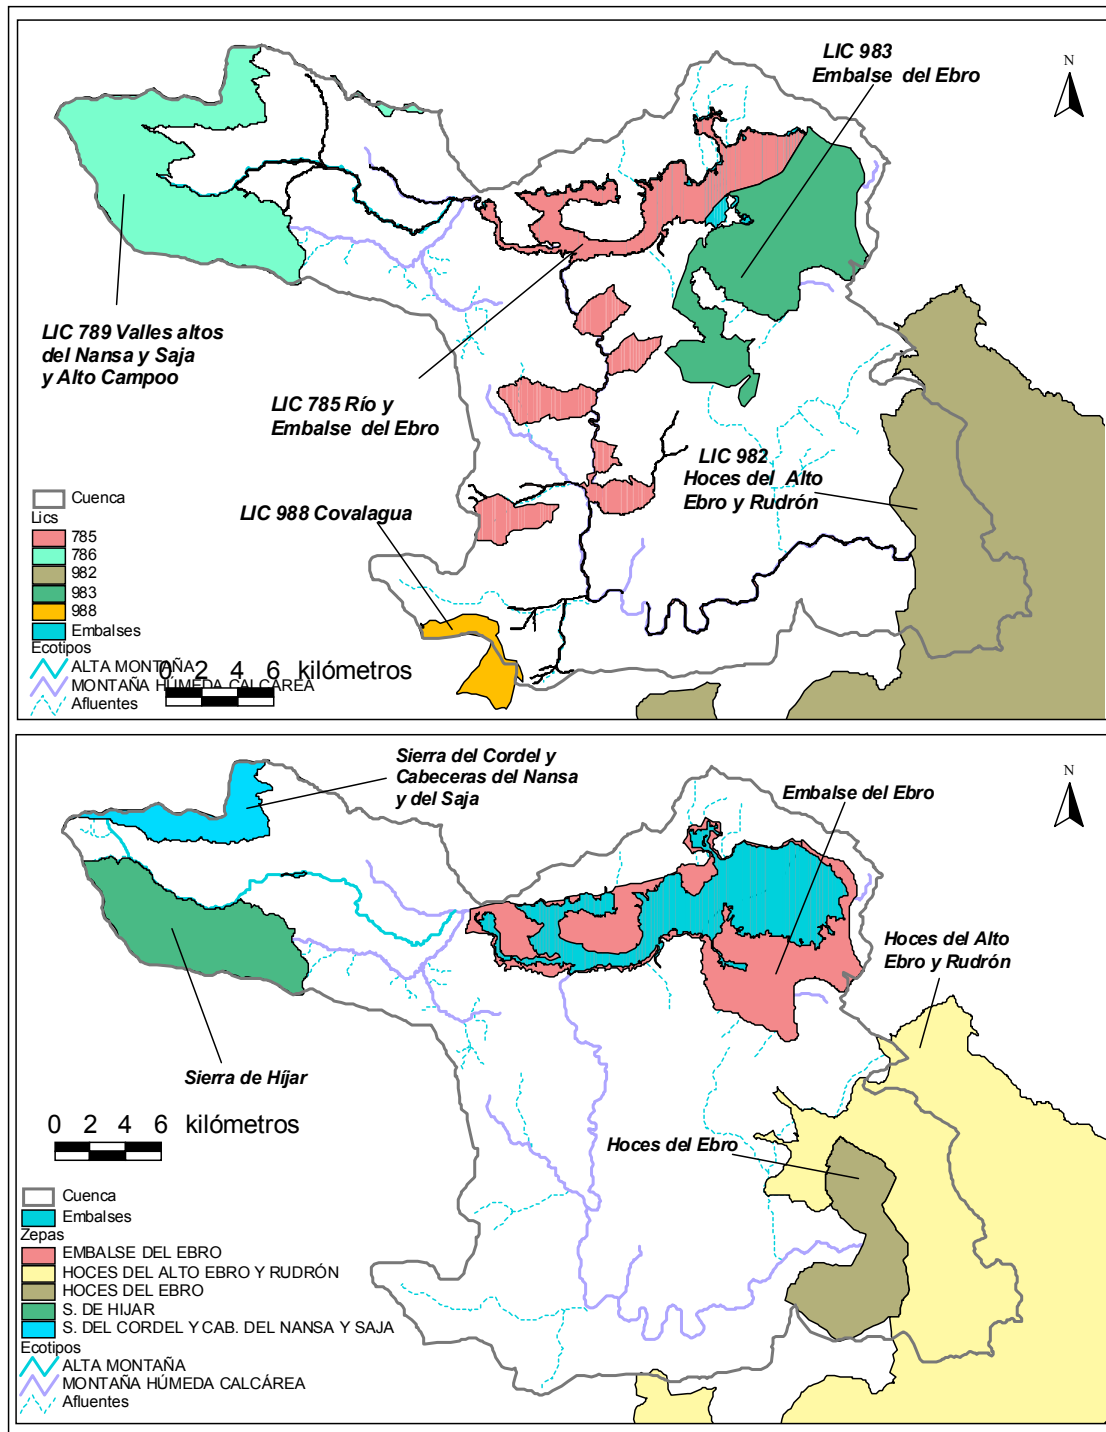 LIC 983
Embalse del Ebro
N
LIC 789 Valles altos
del Nansa y Saja
y Alto Campoo
LIC 785 Río y
Embalse del Ebro
LIC 982
Hoces del Alto
Ebro y Rudrón
LIC 988 Covalagua
Cuenca
Lics
785
786
982
983
988
Embalses
Ecotipos
ALTA MONTAÑA
MONTAÑA HÚMEDA CALCÁREA
Afluentes
0 2 4 6 kilómetros
Sierra del Cordel y
Cabeceras del Nansa
y del Saja
Embalse del Ebro
N
Hoces del Alto
Ebro y Rudrón
Sierra de Híjar
Hoces del Ebro
0 2 4 6 kilómetros
Cuenca
Embalses
Zepas
EMBALSE DEL EBRO
HOCES DEL ALTO EBRO Y RUDRÓN
HOCES DEL EBRO
S. DE HIJAR
S. DEL CORDEL Y CAB. DEL NANSA Y SAJA
Ecotipos
ALTA MONTAÑA
MONTAÑA HÚMEDA CALCÁREA
Afluentes